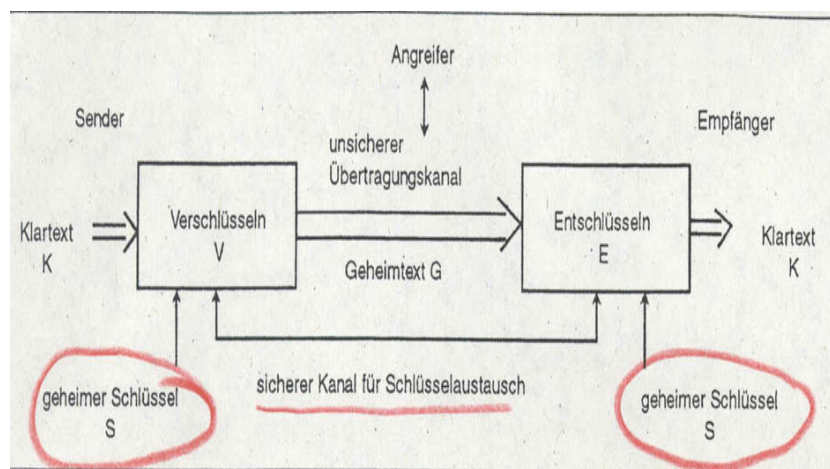 Angreifer
Sender
Empfänger
unsicherer
Übertragungskanal
Klartext
K
Verschlüsseln
V
Geheimtext G
Entschlüsseln
E
Klartext
K
geheimer Schlüssel
S
sicherer Kanal für Schlüsselaustausch
geheimer Schlüssel
S